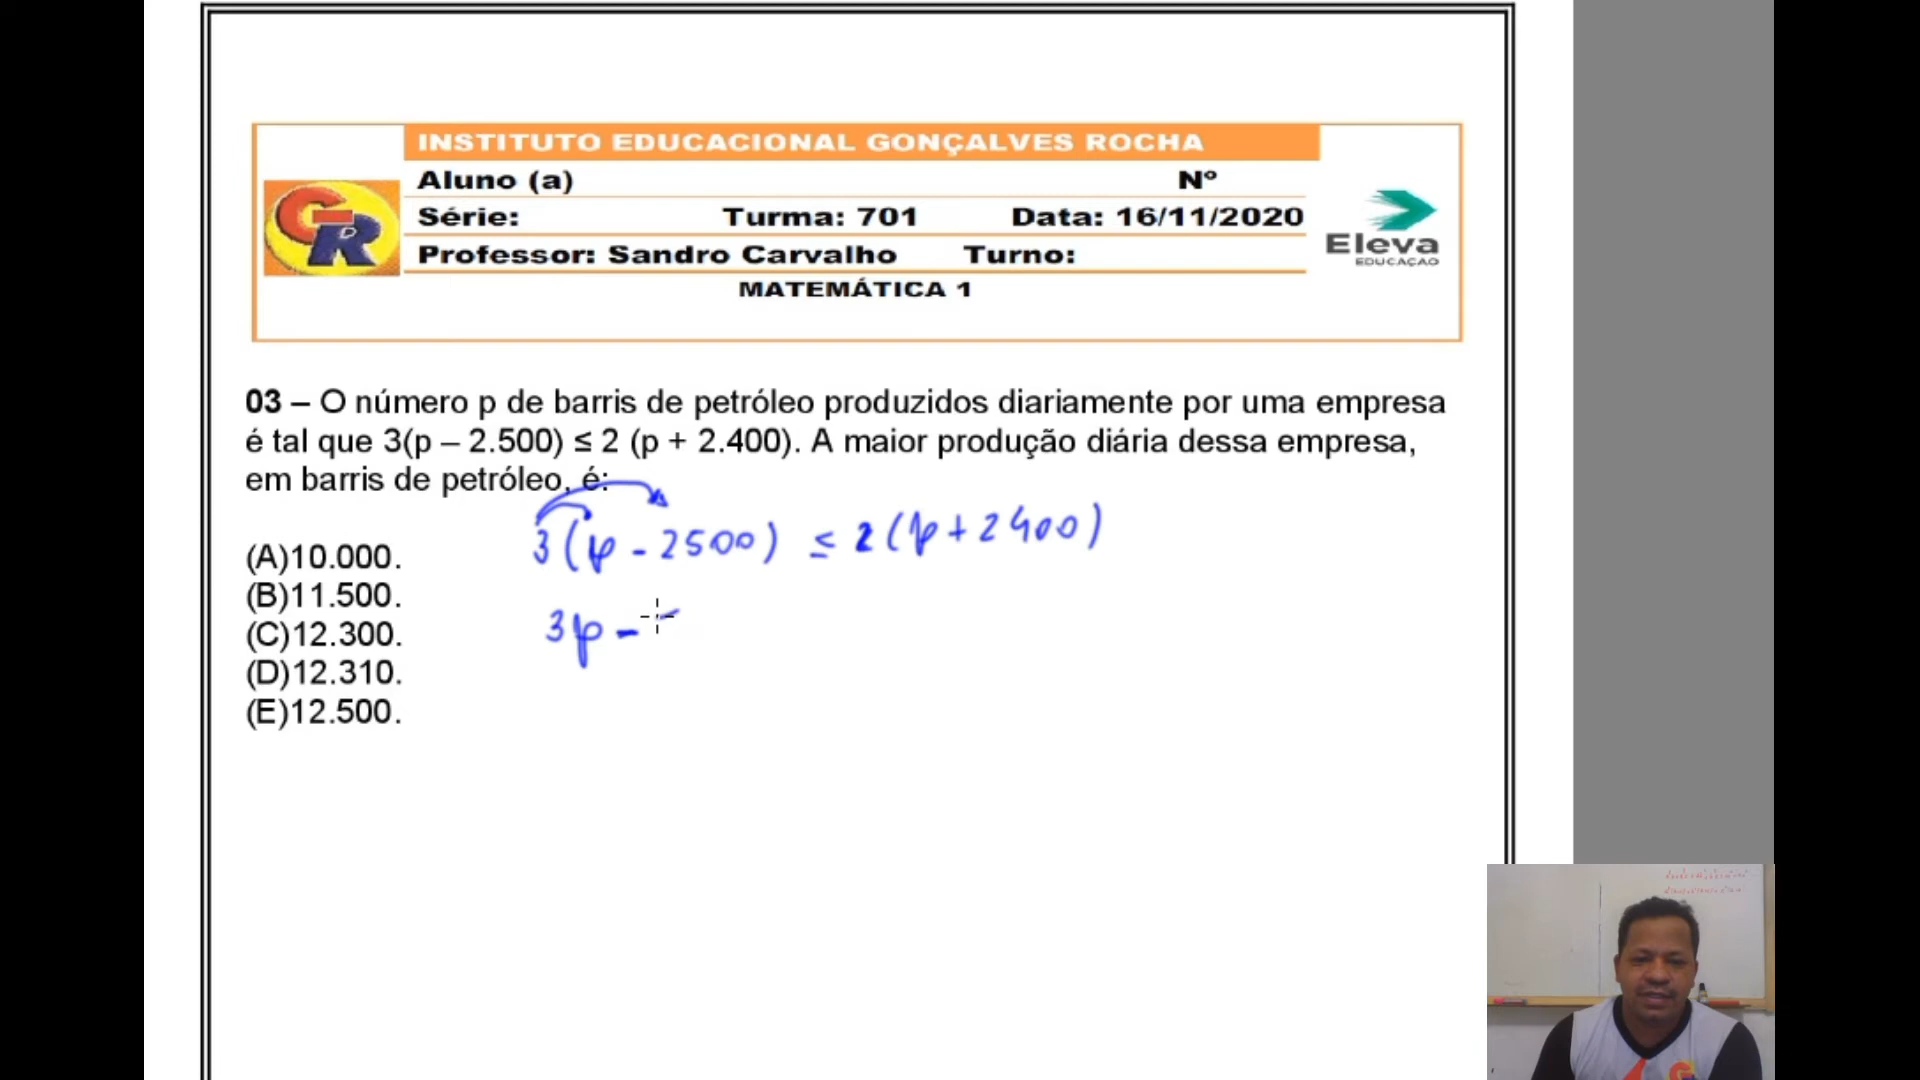 INSTITUTO EDUCACIONAL GONÇALVES ROCHA
Aluno (a) Nº
Série: Turma: 701 Data: 16/11/2020
Professor: Sandro Carvalho Turno:
MATEMÁTICA 1
GR
Eleva
EDUCAÇÃO
03 – O número p de barris de petróleo produzidos diariamente por uma empresa
é tal que 3(p – 2.500) ≤ 2 (p + 2.400). A maior produção diária dessa empresa,
em barris de petróleo, é:
3(p - 2500) ≤ 2(p + 2400)
3p -
(A)10.000.
(B)11.500.
(C)12.300.
(D)12.310.
(E)12.500.